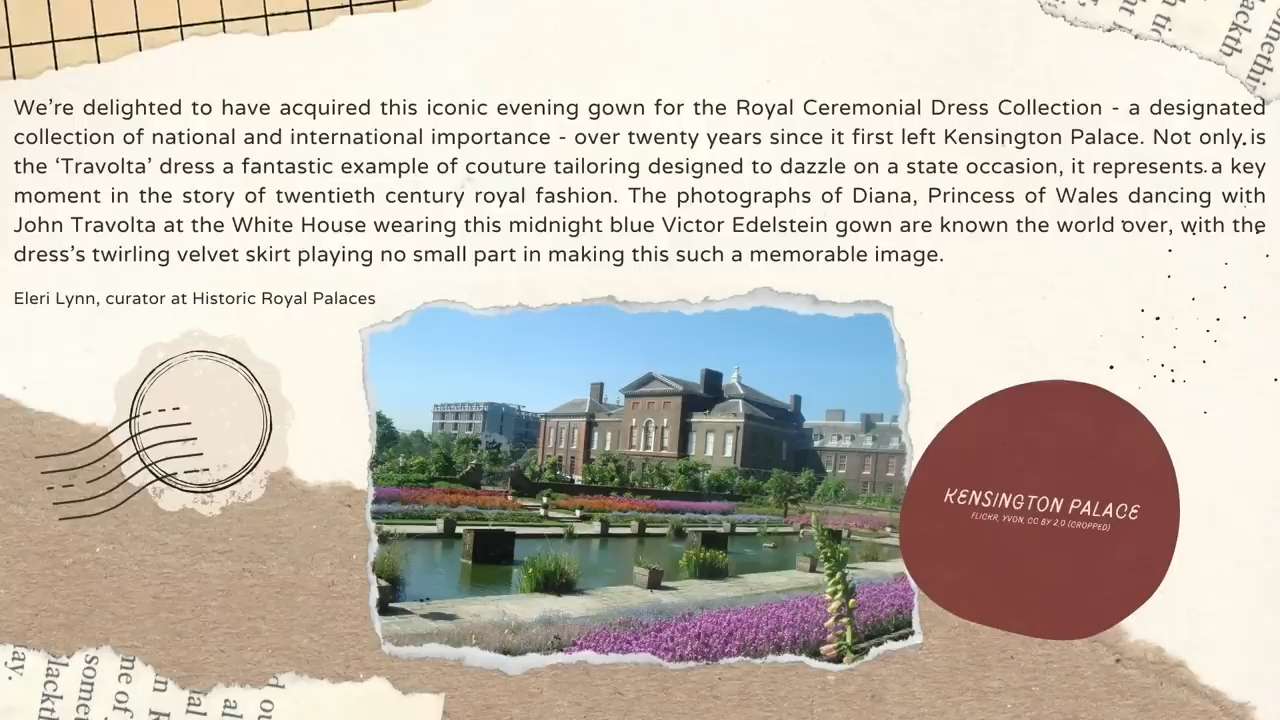 We’re delighted to have acquired this iconic evening gown for the Royal Ceremonial Dress Collection - a designated
collection of national and international importance - over twenty years since it first left Kensington Palace. Not only is
the ‘Travolta’ dress a fantastic example of couture tailoring designed to dazzle on a state occasion, it represents a key
moment in the story of twentieth century royal fashion. The photographs of Diana, Princess of Wales dancing with
John Travolta at the White House wearing this midnight blue Victor Edelstein gown are known the world over, with the
dress’s twirling velvet skirt playing no small part in making this such a memorable image.
Eleri Lynn, curator at Historic Royal Palaces
KENSINGTON PALACE
FLICKR, YVON, CC BY 2.0 (CROPPED)